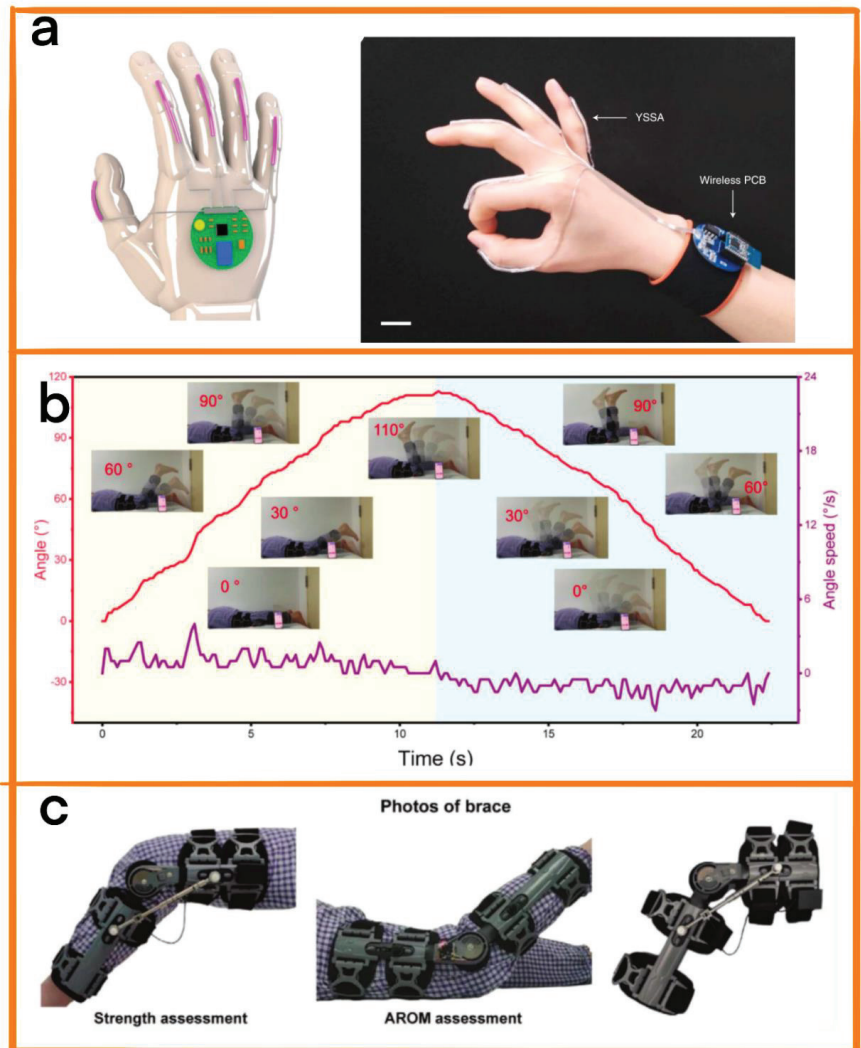 a
YSSA
Wireless PCB
b
120
90
60
30
0
-30
Angle (°)
24
18
12
6
0
Angle speed (°/s)
90°
60 °
30 °
0 °
110°
90°
60°
30°
0°
0
5
10
15
20
Time (s)
c
Photos of brace
Strength assessment
AROM assessment